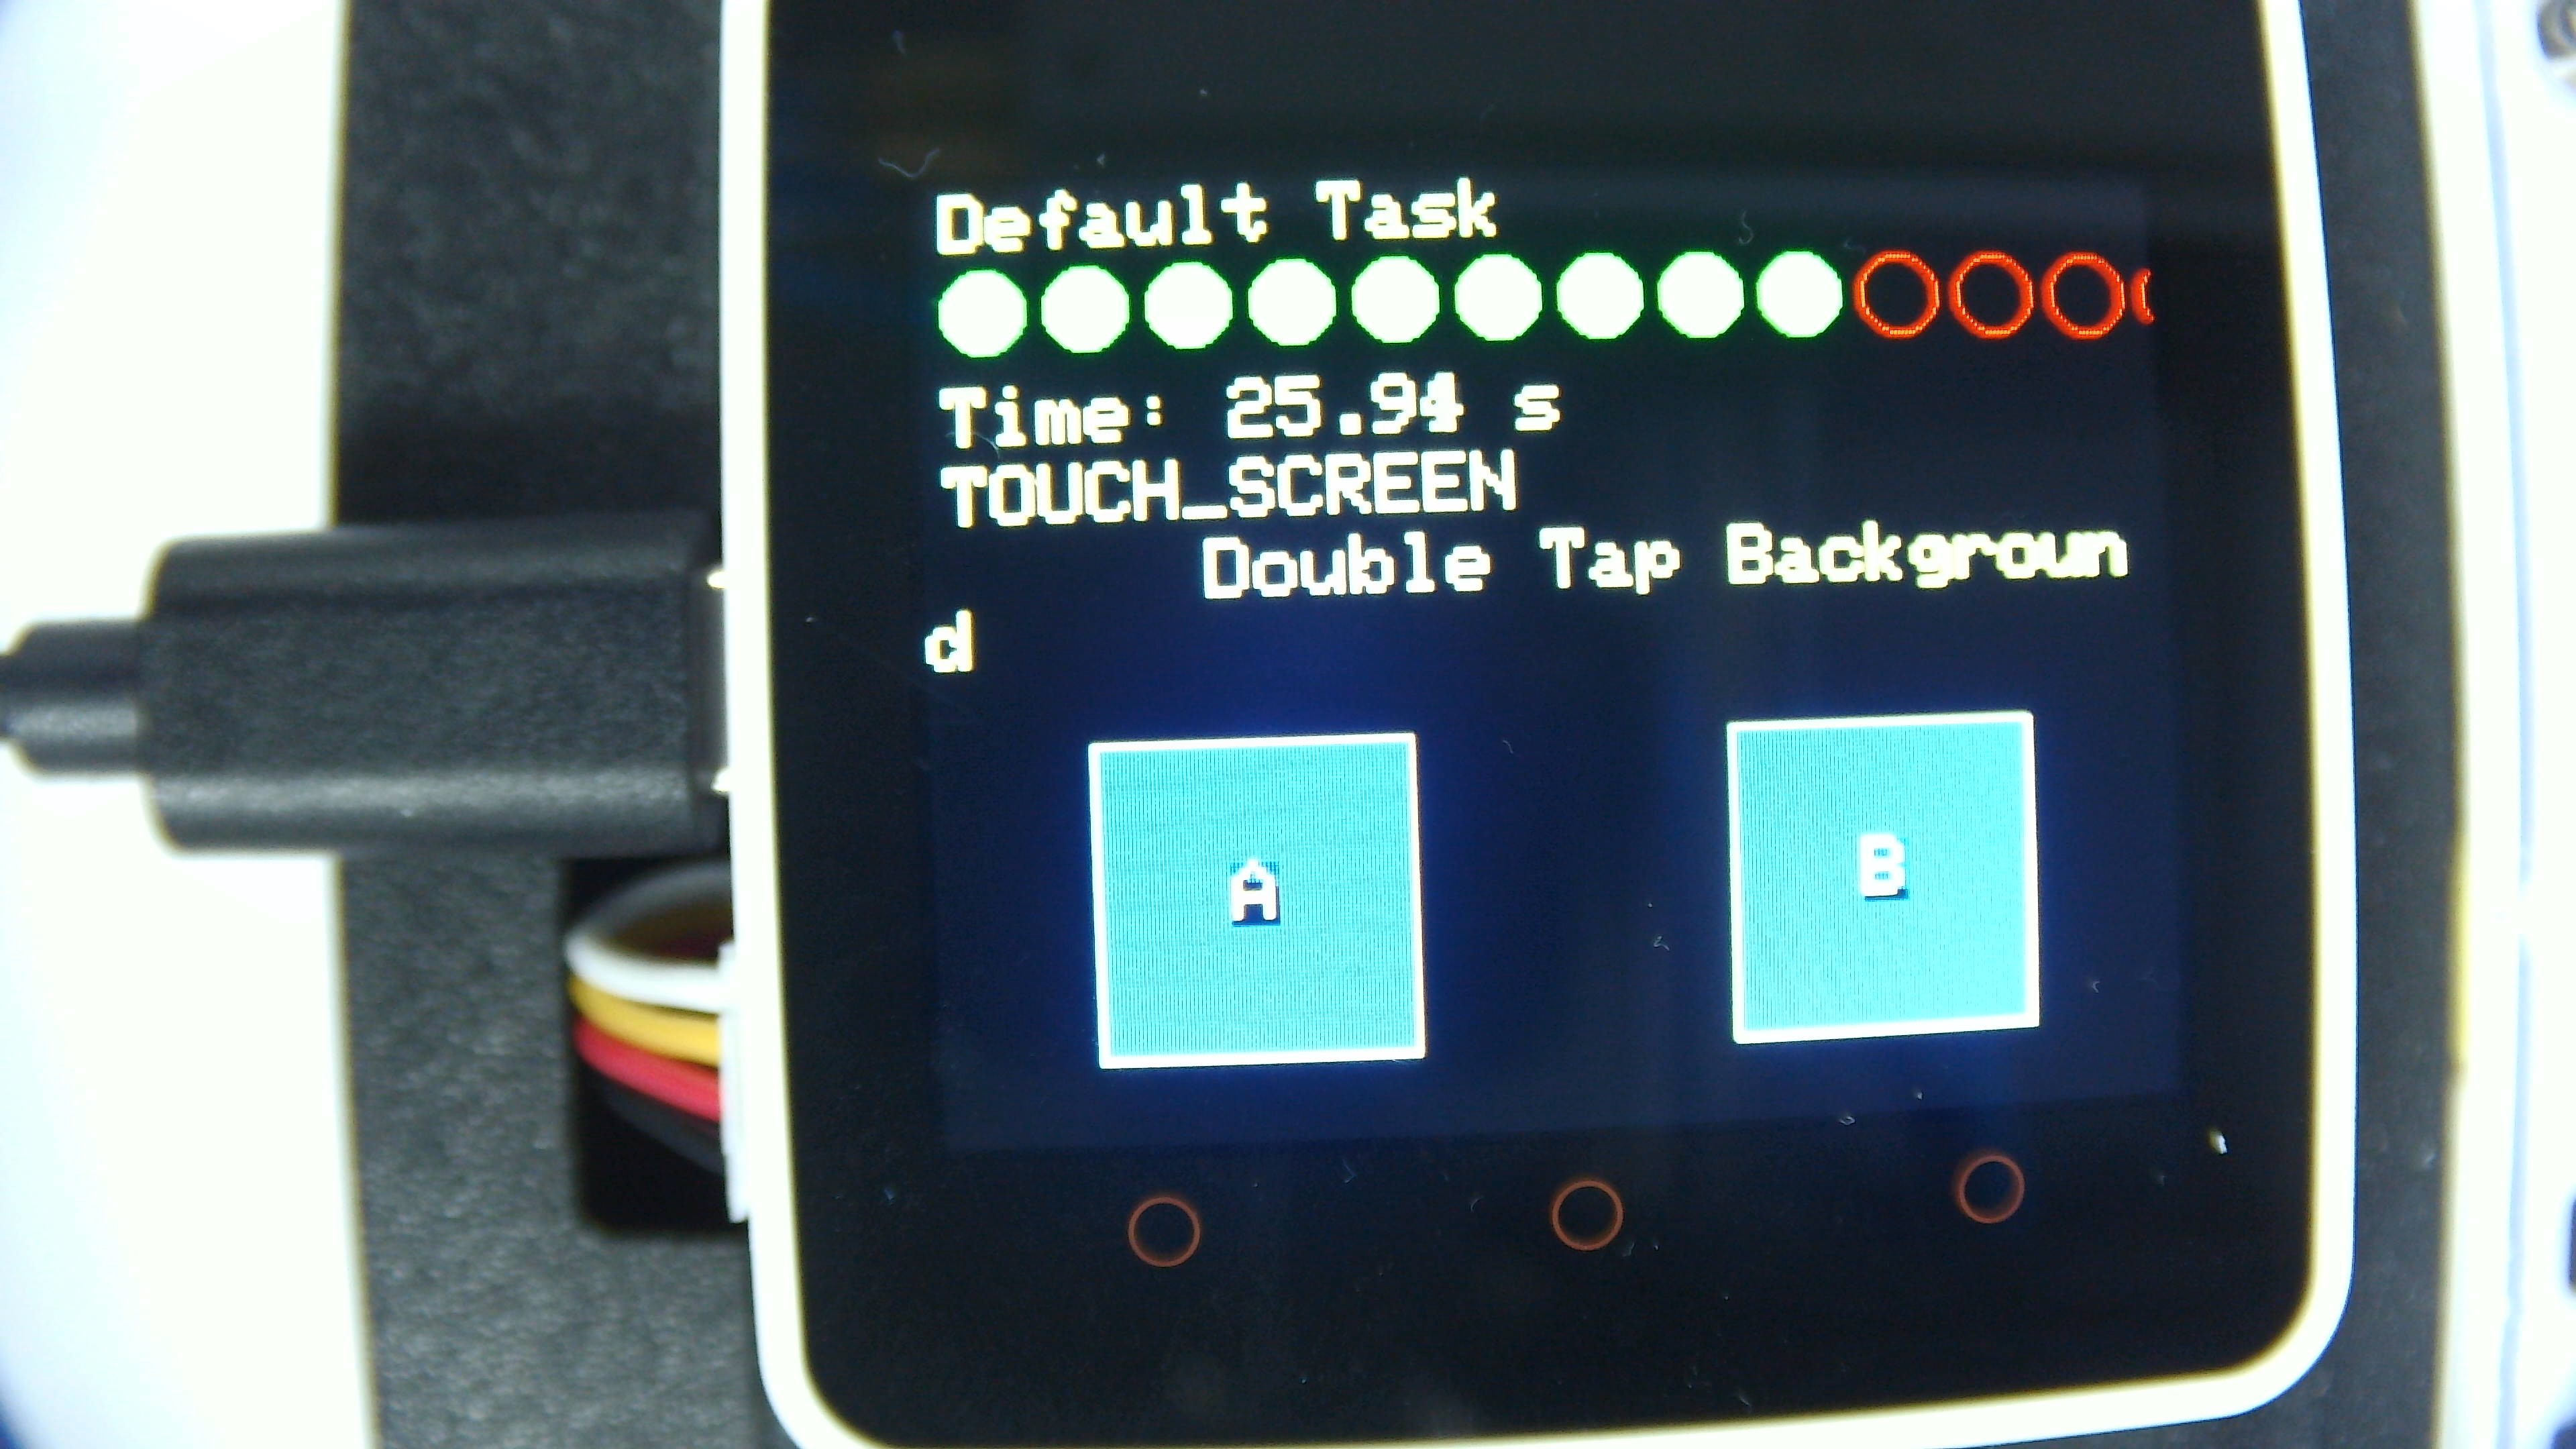 Default Task
Time: 25.94 s
TOUCH_SCREEN
Double Tap Backgroun
d
A
B